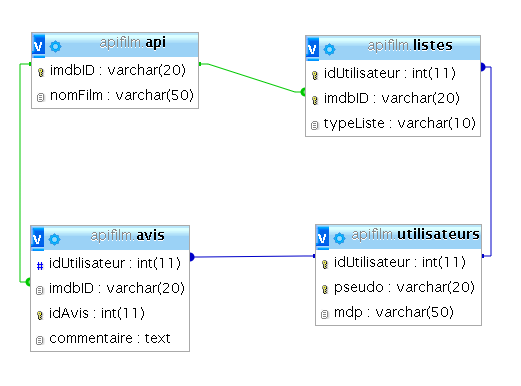 apifilm.api
imdbID : varchar(20)
nomFilm : varchar(50)
apifilm.listes
idUtilisateur : int(11)
imdbID : varchar(20)
typeListe : varchar(10)
apifilm.avis
# idUtilisateur : int(11)
imdbID : varchar(20)
idAvis : int(11)
commentaire : text
apifilm.utilisateurs
idUtilisateur : int(11)
pseudo : varchar(20)
mdp : varchar(50)